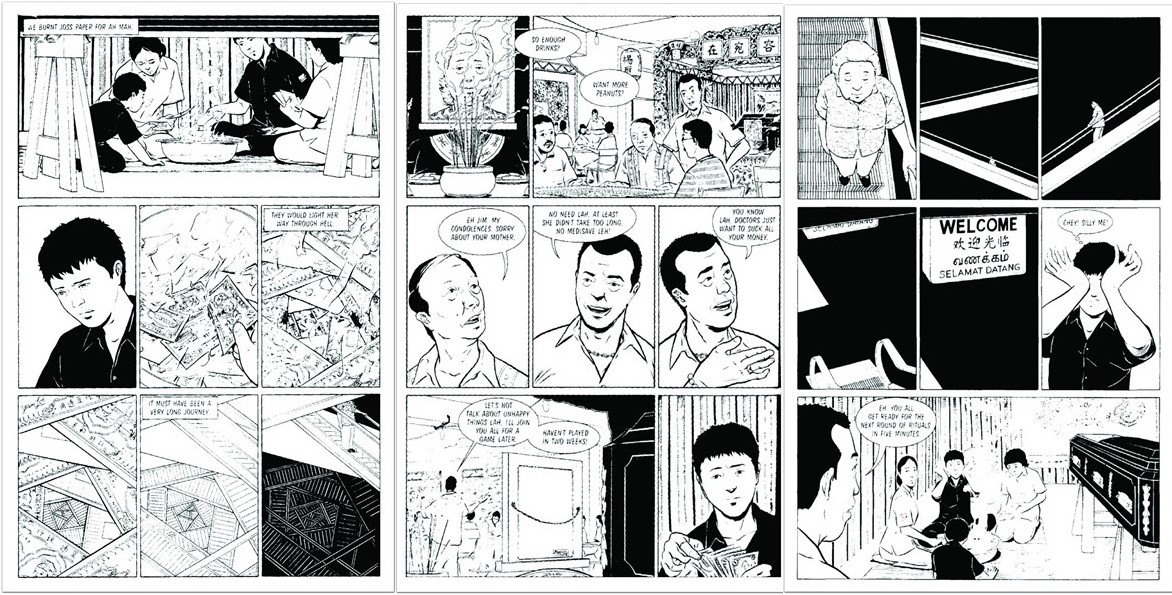 WE BURNT JOSS PAPER FOR AH MAH.
THEY WOULD LIGHT HER
WAY THROUGH HELL
IT MUST HAVE BEEN A
VERY LONG JOURNEY
SO ENOUGH
DRINKS?
WANT MORE
PEANUTS?
容宛在
EH JIM. MY
CONDOLENCES. SORRY
ABOUT YOUR MOTHER.
NO NEED LAH. AT LEAST
SHE DIDN'T TAKE TOO LONG.
NO MEDISAVE LEH!
YOU KNOW
LAH. DOCTORS JUST
WANT TO SUCK ALL
YOUR MONEY.
LET'S NOT
TALK ABOUT UNHAPPY
THINGS LAH. I'LL JOIN
YOU ALL FOR A
GAME LATER.
HAVEN'T PLAYED
IN TWO WEEKS!
SELAMAT DATANG
WELCOME
欢迎光临
வணக்கம்
SELAMAT DATANG
CHEY! SILLY ME!
EH. YOU ALL
GET READY FOR THE
NEXT ROUND OF RITUALS
IN FIVE MINUTES.